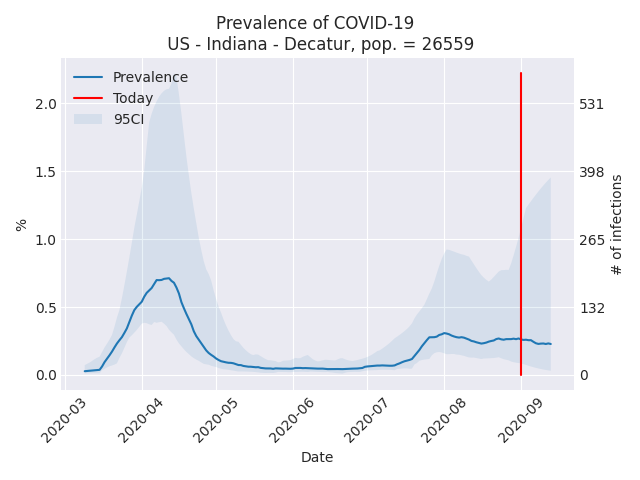 Prevalence of COVID-19
US - Indiana - Decatur, pop. = 26559
Prevalence
Today
95CI
2.0
1.5
1.0
0.5
0.0
%
531
398
265
132
0
# of infections
2020-03
2020-04
2020-05
2020-06
2020-07
2020-08
2020-09
Date